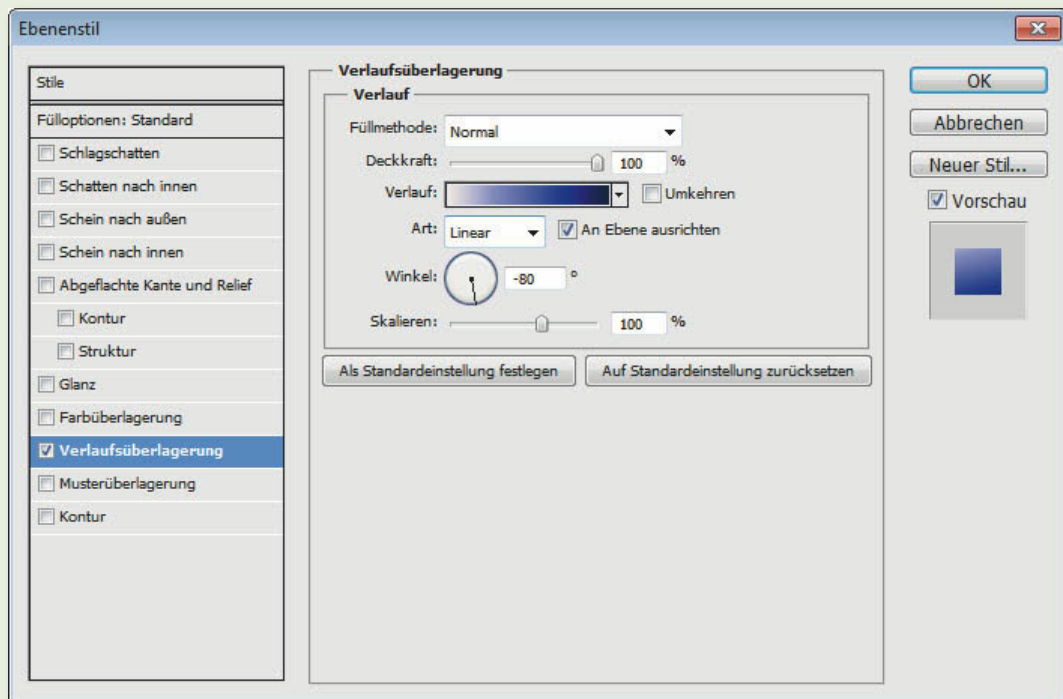 Ebenenstil
Stile
Fülloptionen: Standard
Schlagschatten
Schatten nach innen
Schein nach außen
Schein nach innen
Abgeflachte Kante und Relief
Kontur
Struktur
Glanz
Farbüberlagerung
Verlaufsüberlagerung
Musterüberlagerung
Kontur
Verlaufsüberlagerung
Verlauf
Füllmethode: Normal
Deckkraft: 100 %
Verlauf: Umkehren
Art: Linear An Ebene ausrichten
Winkel: -80 °
Skalieren: 100 %
Als Standardeinstellung festlegen Auf Standardeinstellung zurücksetzen
OK
Abbrechen
Neuer Stil...
Vorschau